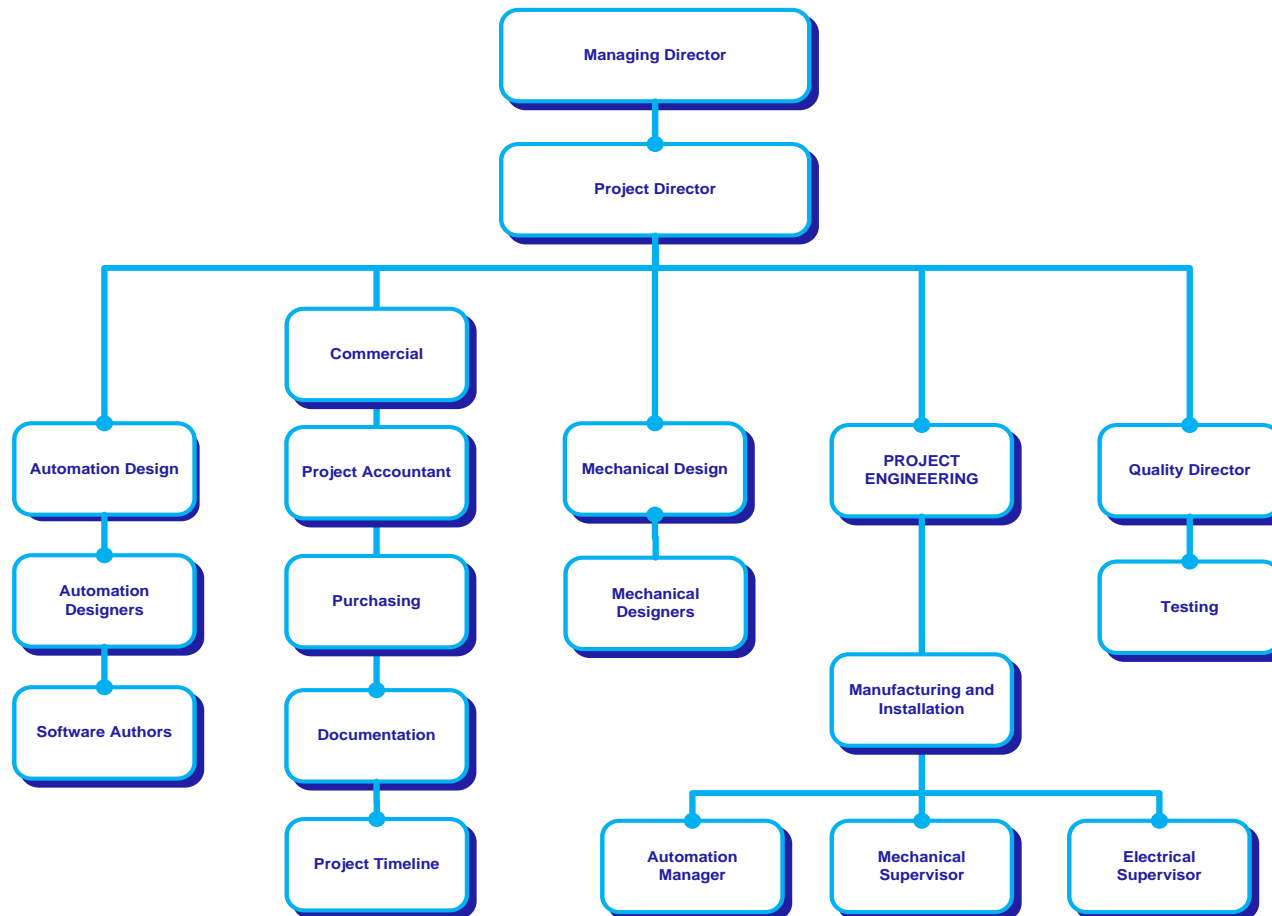 Managing Director
Project Director
Commercial
Automation Design
Project Accountant
Mechanical Design
PROJECT
ENGINEERING
Quality Director
Automation
Designers
Purchasing
Mechanical
Designers
Testing
Software Authors
Documentation
Manufacturing and
Installation
Project Timeline
Automation
Manager
Mechanical
Supervisor
Electrical
Supervisor